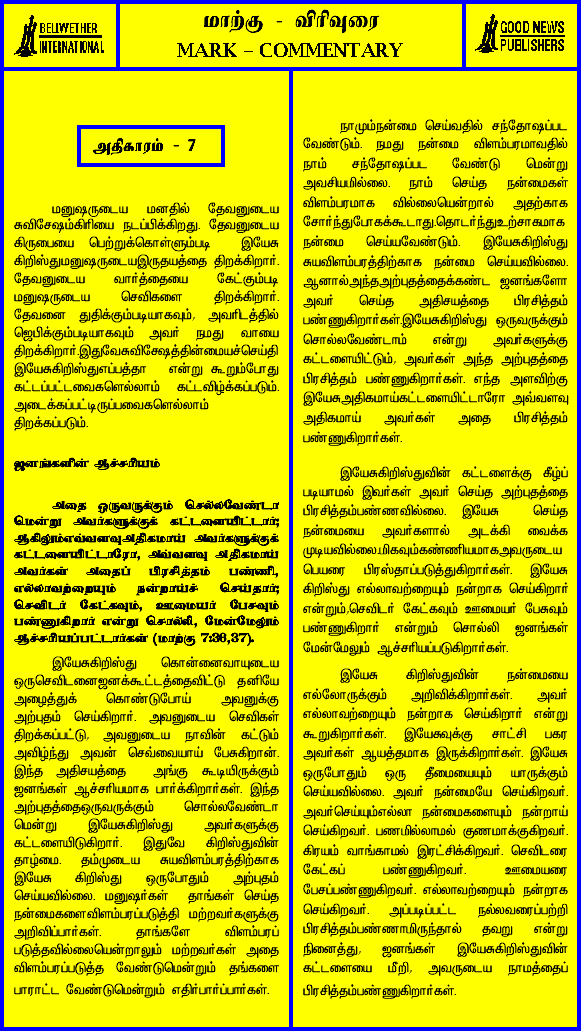 BELLWETHER
INTERNATIONAL
மாற்கு - விரிவுரை
MARK – COMMENTARY
GOOD NEWS
PUBLISHERS
அதிகாரம் - 7
மனுஷருடைய மனதில் தேவனுடைய
சுவிசேஷம்கிரியை நடப்பிக்கிறது. தேவனுடைய
கிருபையை பெற்றுக்கொள்ளும்படி இயேசு
கிறிஸ்துமனுஷருடையஇருதயத்தை திறக்கிறார்.
தேவனுடைய வார்த்தையை கேட்கும்படி
மனுஷருடைய செவிகளை திறக்கிறார்.
தேவனை துதிக்கும்படியாகவும், அவரிடத்தில்
ஜெபிக்கும்படியாகவும் அவர் நமது வாயை
திறக்கிறார்.இதுவேசுவிசேஷத்தின்மையச்செய்தி
இயேசுகிறிஸ்துஎப்பத்தா என்று கூறும்போது
கட்டப்பட்டவைகளெல்லாம் கட்டவிழ்க்கப்படும்.
அடைக்கப்பட்டிருப்பவைகளெல்லாம்
திறக்கப்படும்.
ஜனங்களின் ஆச்சரியம்
அதை ஒருவருக்கும் சொல்லவேண்டா
மென்று அவர்களுக்குக் கட்டளையிட்டார்;
ஆகிலும்எவ்வளவுஅதிகமாய் அவர்களுக்குக்
கட்டளையிட்டாரோ, அவ்வளவு அதிகமாய்
அவர்கள் அதைப் பிரசித்தம் பண்ணி,
எல்லாவற்றையும் நன்றாய்ச் செய்தார்;
செவிடர் கேட்கவும், ஊமையர் பேசவும்
பண்ணுகிறார் என்று சொல்லி, மேன்மேலும்
ஆச்சரியப்பட்டார்கள் (மாற்கு 7:36,37).
இயேசுகிறிஸ்து கொன்னைவாயுடைய
ஒருசெவிடனைஜனக்கூட்டத்தைவிட்டு தனியே
அழைத்துக் கொண்டுபோய் அவனுக்கு
அற்புதம் செய்கிறார். அவனுடைய செவிகள்
திறக்கப்பட்டு, அவனுடைய நாவின் கட்டும்
அவிழ்ந்து அவன் செவ்வையாய் பேசுகிறான்.
இந்த அதிசயத்தை அங்கு கூடியிருக்கும்
ஜனங்கள் ஆச்சரியமாக பார்க்கிறார்கள். இந்த
அற்புதத்தைஒருவருக்கும் சொல்லவேண்டா
மென்று இயேசுகிறிஸ்து அவர்களுக்கு
கட்டளையிடுகிறார். இதுவே கிறிஸ்துவின்
தாழ்மை. தம்முடைய சுயவிளம்பரத்திற்காக
இயேசு கிறிஸ்து ஒருபோதும் அற்புதம்
செய்யவில்லை. மனுஷர்கள் தாங்கள் செய்த
நன்மைகளைவிளம்பரப்படுத்தி மற்றவர்களுக்கு
அறிவிப்பார்கள். தாங்களே விளம்பரப்
படுத்தவில்லையென்றாலும் மற்றவர்கள் அதை
விளம்பரப்படுத்த வேண்டுமென்றும் தங்களை
பாராட்ட வேண்டுமென்றும் எதிர்பார்ப்பார்கள்.
நாமும்நன்மை செய்வதில் சந்தோஷப்பட
வேண்டும். நமது நன்மை விளம்பரமாவதில்
நாம் சந்தோஷப்பட வேண்டு மென்று
அவசியமில்லை. நாம் செய்த நன்மைகள்
விளம்பரமாக வில்லையென்றால் அதற்காக
சோர்ந்துபோகக்கூடாது.தொடர்ந்துஉற்சாகமாக
நன்மை செய்யவேண்டும். இயேசுகிறிஸ்து
சுயவிளம்பரத்திற்காக நன்மை செய்யவில்லை.
ஆனால்அந்தஅற்புதத்தைக்கண்ட ஜனங்களோ
அவர் செய்த அதிசயத்தை பிரசித்தம்
பண்ணுகிறார்கள்.இயேசுகிறிஸ்து ஒருவருக்கும்
சொல்லவேண்டாம் என்று அவர்களுக்கு
கட்டளையிட்டும், அவர்கள் அந்த அற்புதத்தை
பிரசித்தம் பண்ணுகிறார்கள். எந்த அளவிற்கு
இயேசுஅதிகமாய்கட்டளையிட்டாரோ அவ்வளவு
அதிகமாய் அவர்கள் அதை பிரசித்தம்
பண்ணுகிறார்கள்.
இயேசுகிறிஸ்துவின் கட்டளைக்கு கீழ்ப்
படியாமல் இவர்கள் அவர் செய்த அற்புதத்தை
பிரசித்தம்பண்ணவில்லை. இயேசு செய்த
நன்மையை அவர்களால் அடக்கி வைக்க
முடியவில்லை.மிகவும்கண்ணியமாகஅவருடைய
பெயரை பிரஸ்தாப்படுத்துகிறார்கள். இயேசு
கிறிஸ்து எல்லாவற்றையும் நன்றாக செய்கிறார்
என்றும்,செவிடர் கேட்கவும் ஊமையர் பேசுவும்
பண்ணுகிறார் என்றும் சொல்லி ஜனங்கள்
மேன்மேலும் ஆச்சரியப்படுகிறார்கள்.
இயேசு கிறிஸ்துவின் நன்மையை
எல்லோருக்கும் அறிவிக்கிறார்கள். அவர்
எல்லாவற்றையும் நன்றாக செய்கிறார் என்று
கூறுகிறார்கள். இயேசுவுக்கு சாட்சி பகர
அவர்கள் ஆயத்தமாக இருக்கிறார்கள். இயேசு
ஒருபோதும் ஒரு தீமையையும் யாருக்கும்
செய்யவில்லை. அவர் நன்மையே செய்கிறவர்.
அவர்செய்யும்எல்லா நன்மைகளையும் நன்றாய்
செய்கிறவர். பணமில்லாமல் குணமாக்குகிறவர்.
கிரயம் வாங்காமல் இரட்சிக்கிறவர். செவிடரை
கேட்கப் பண்ணுகிறவர். ஊமையரை
பேசப்பண்ணுகிறவர். எல்லாவற்றையும் நன்றாக
செய்கிறவர். அப்படிப்பட்ட நல்லவரைப்பற்றி
பிரசித்தம்பண்ணாமிருந்தால் தவறு என்று
நினைத்து, ஜனங்கள் இயேசுகிறிஸ்துவின்
கட்டளையை மீறி, அவருடைய நாமத்தைப்
பிரசித்தம்பண்ணுகிறார்கள்.